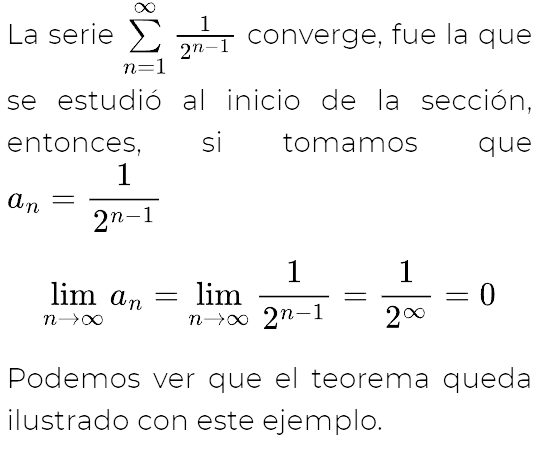 La serie $\sum_{n=1}^{\infty} \frac{1}{2^{n-1}}$ converge, fue la que
se estudió al inicio de la sección,
entonces, si tomamos que
$a_n = \frac{1}{2^{n-1}}$
$\lim_{n \to \infty} a_n = \lim_{n \to \infty} \frac{1}{2^{n-1}} = \frac{1}{2^{\infty}} = 0$
Podemos ver que el teorema queda
ilustrado con este ejemplo.